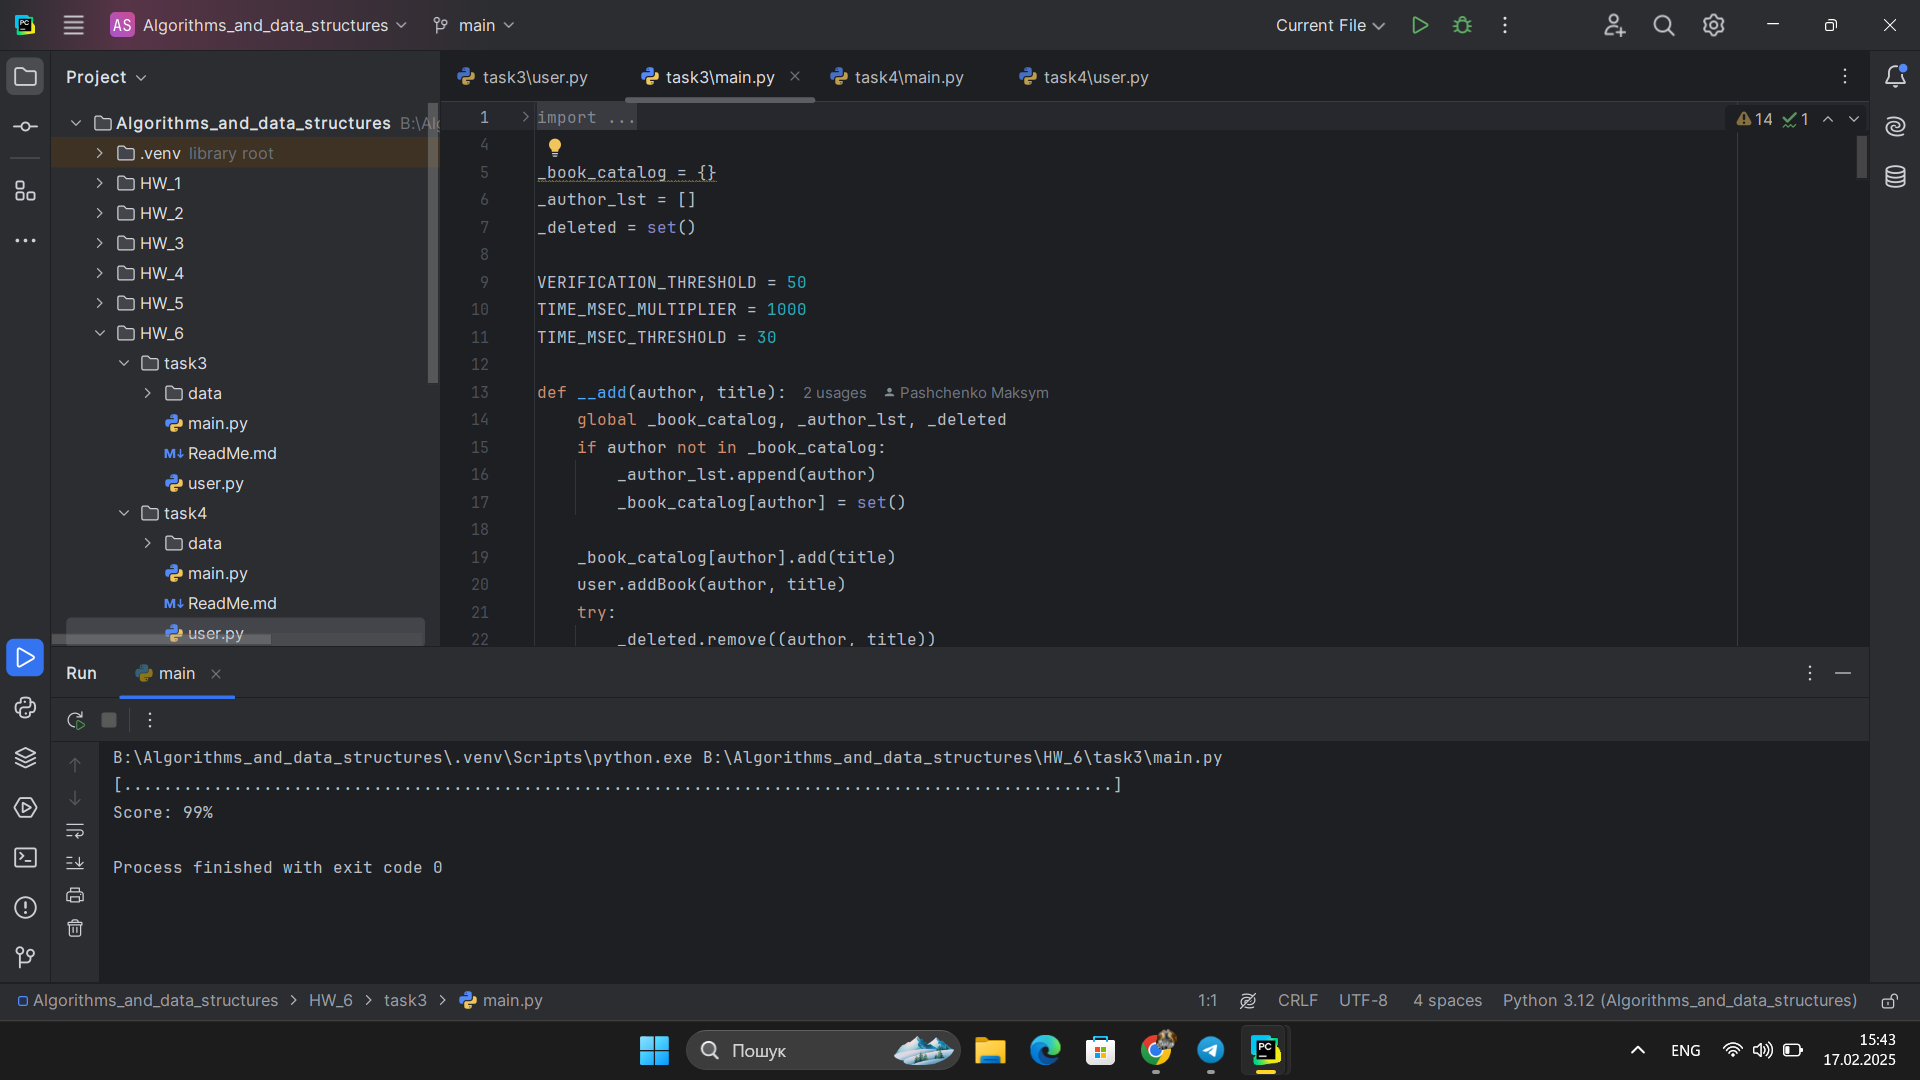 AS Algorithms_and_data_structures main Current File
Project
task3\user.py task3\main.py task4\main.py task4\user.py
Algorithms_and_data_structures
.venv library root
HW_1
HW_2
HW_3
HW_4
HW_5
HW_6
task3
data
main.py
M↓ ReadMe.md
user.py
task4
data
main.py
M↓ ReadMe.md
user.py
14 1
1 import ...
4
5 _book_catalog = {}
6 _author_lst = []
7 _deleted = set()
8
9 VERIFICATION_THRESHOLD = 50
10 TIME_MSEC_MULTIPLIER = 1000
11 TIME_MSEC_THRESHOLD = 30
12
13 def __add(author, title): 2 usages Pashchenko Maksym
14 global _book_catalog, _author_lst, _deleted
15 if author not in _book_catalog:
16 _author_lst.append(author)
17 _book_catalog[author] = set()
18
19 _book_catalog[author].add(title)
20 user.addBook(author, title)
21 try:
22 _deleted.remove((author, title))
Run main
B:\Algorithms_and_data_structures\.venv\Scripts\python.exe B:\Algorithms_and_data_structures\HW_6\task3\main.py
[...................................................................................................]
Score: 99%
Process finished with exit code 0
Algorithms_and_data_structures > HW_6 > task3 > main.py
1:1 CRLF UTF-8 4 spaces Python 3.12 (Algorithms_and_data_structures)
Пошук
PC
ENG
15:43
17.02.2025